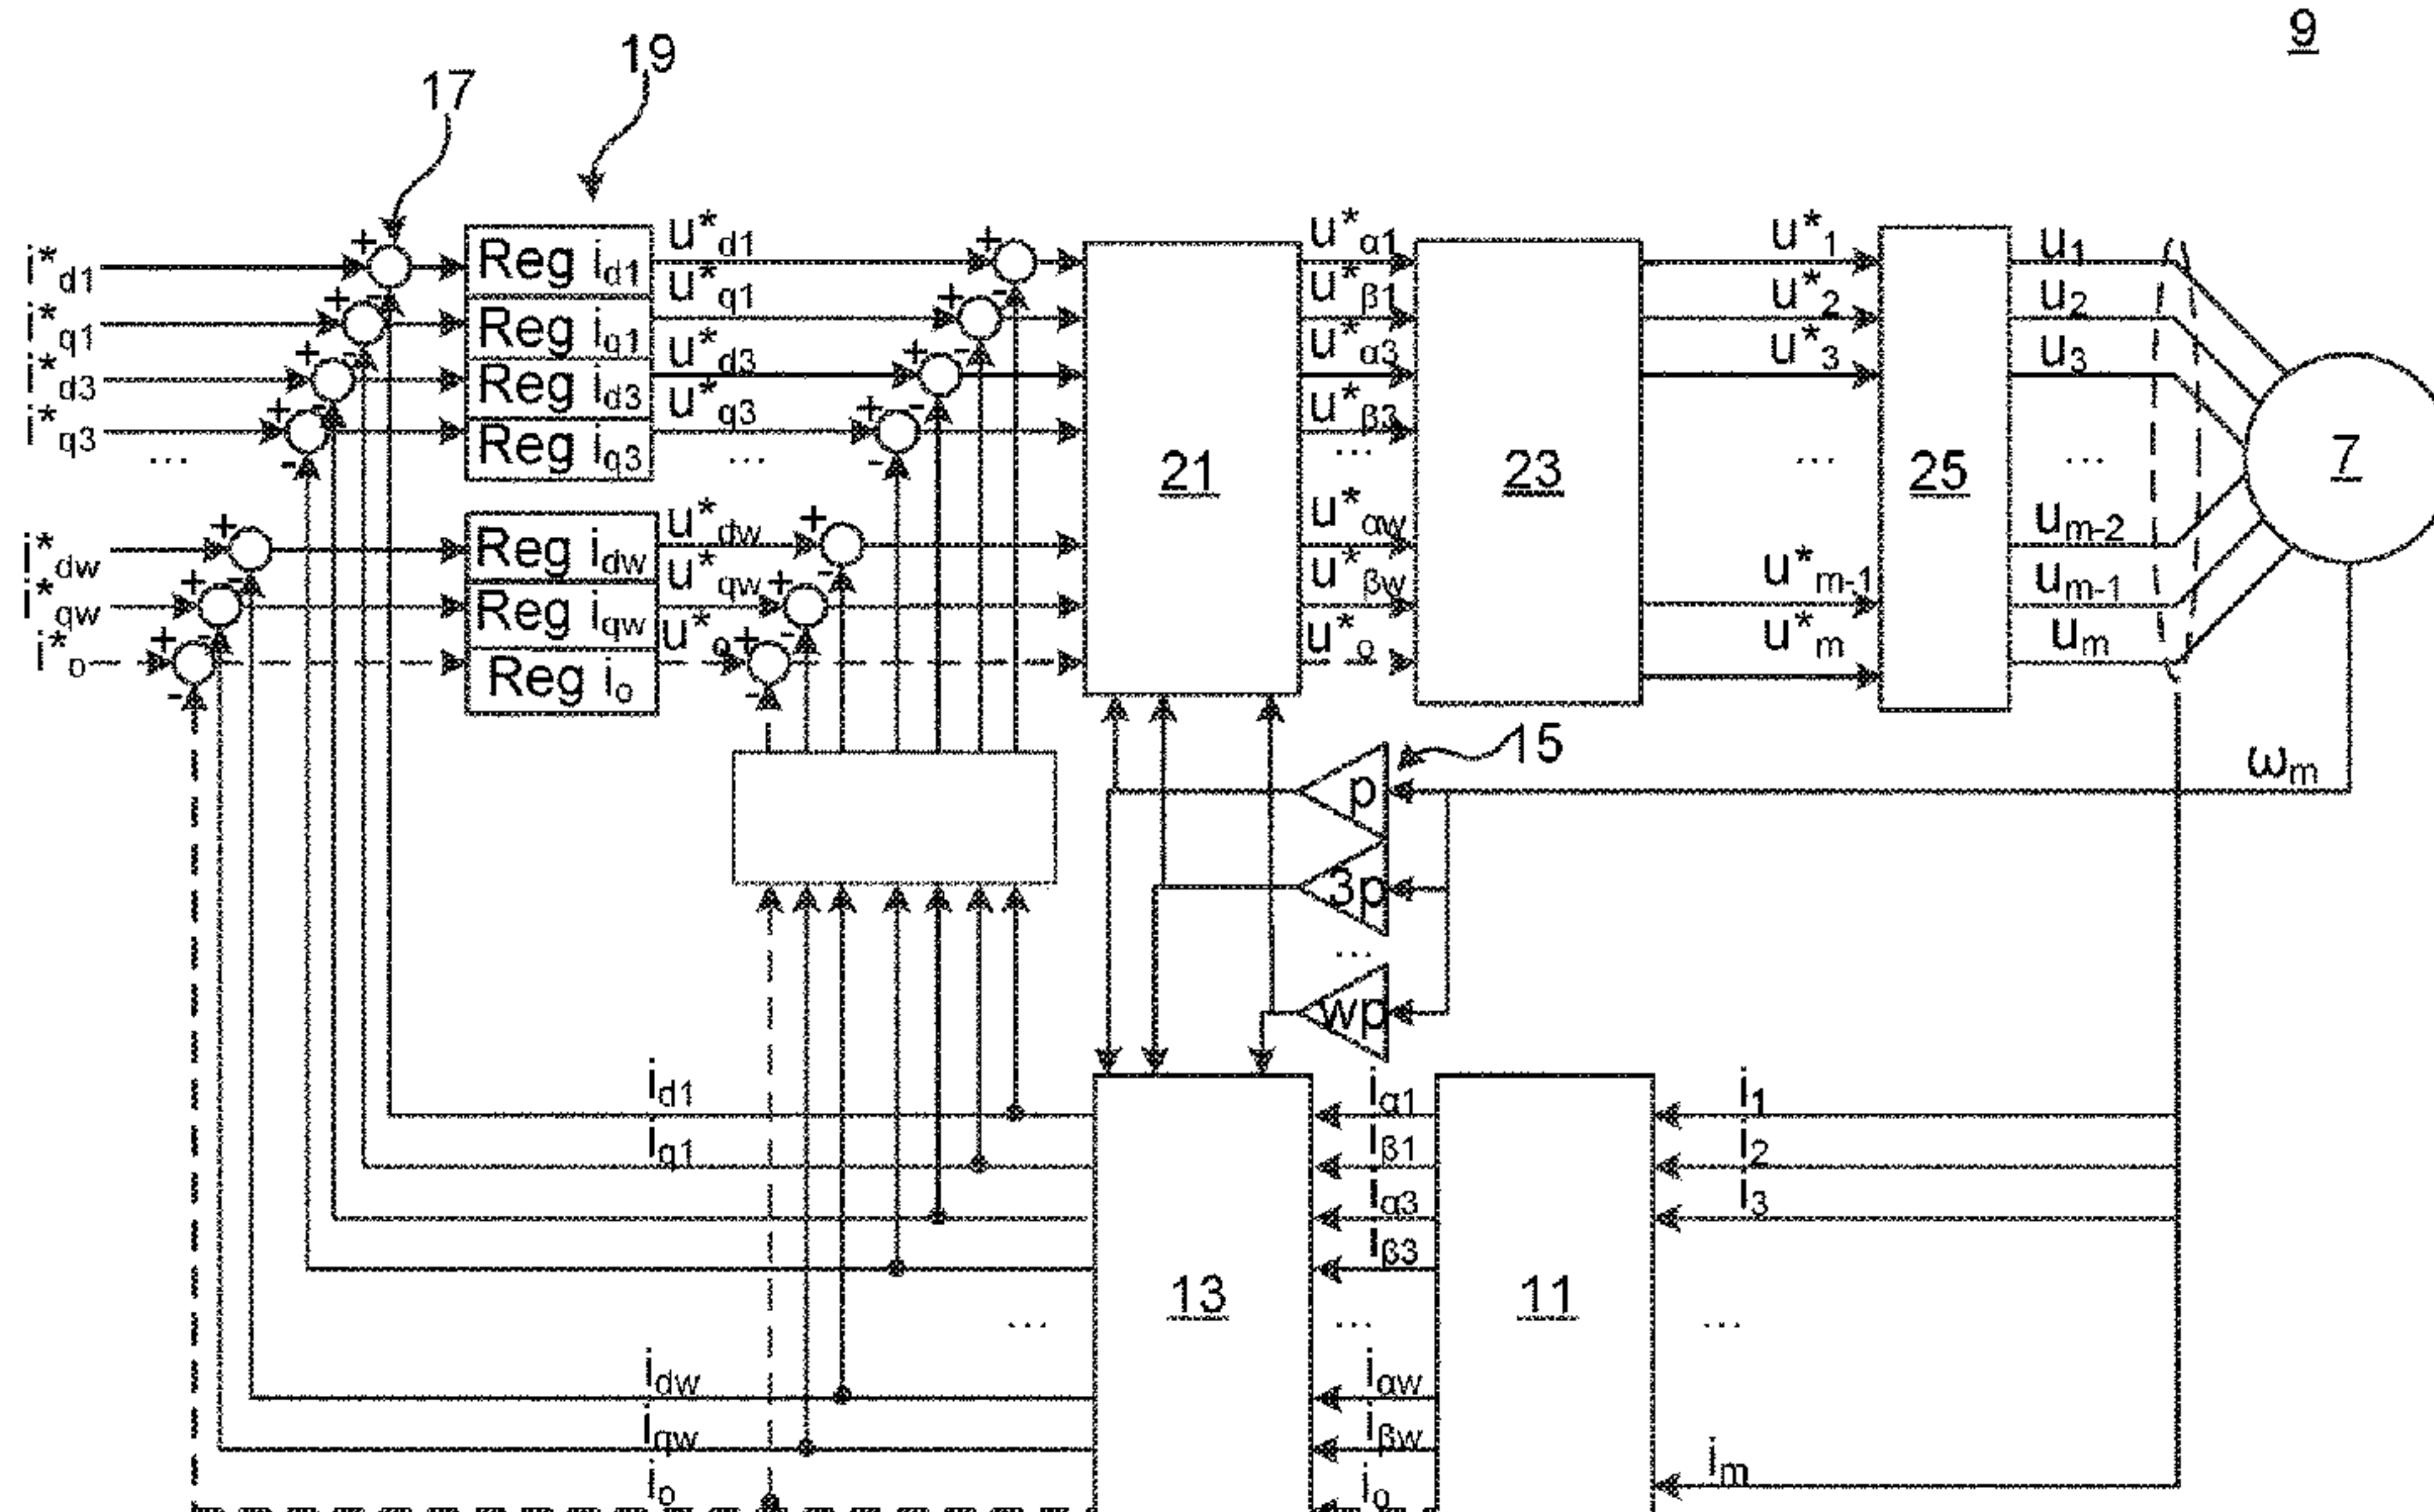 9
19
17
i*d1
i*q1
i*d3
i*q3
...
i*dw
i*qw
i*o
+
-
+
-
+
-
+
-
+
-
+
-
+
-
Reg id1
Reg iq1
Reg id3
Reg iq3
Reg idw
Reg iqw
Reg io
u*d1
u*q1
u*d3
u*q3
...
u*dw
u*qw
u*o
+
-
+
-
+
-
+
-
+
-
+
-
+
-
21
u*α1
u*β1
u*α3
u*β3
...
u*αw
u*βw
u*o
23
u*1
u*2
u*3
...
u*m-1
u*m
25
u1
u2
u3
...
um-2
um-1
um
7
15
ωm
p
3p
...
wp
id1
iq1
...
idw
iqw
io
13
iα1
iβ1
iα3
iβ3
...
iαw
iβw
io
11
i1
i2
i3
...
im